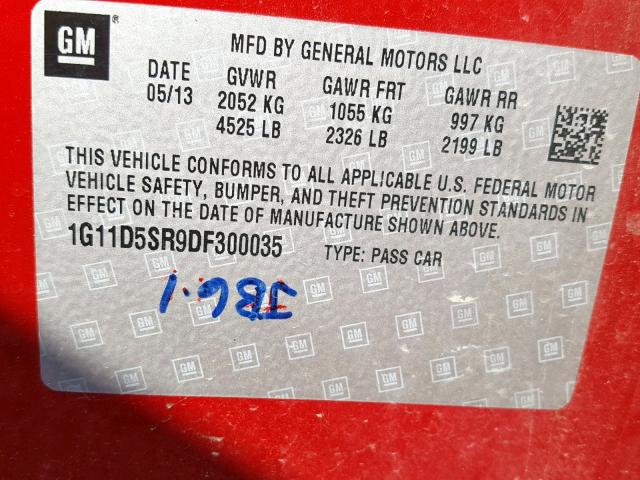 GM
MFD BY GENERAL MOTORS LLC
DATE GVWR GAWR FRT GAWR RR
05/13 2052 KG 1055 KG 997 KG
4525 LB 2326 LB 2199 LB
THIS VEHICLE CONFORMS TO ALL APPLICABLE U.S. FEDERAL MOTOR
VEHICLE SAFETY, BUMPER, AND THEFT PREVENTION STANDARDS IN
EFFECT ON THE DATE OF MANUFACTURE SHOWN ABOVE.
1G11D5SR9DF300035 TYPE: PASS CAR